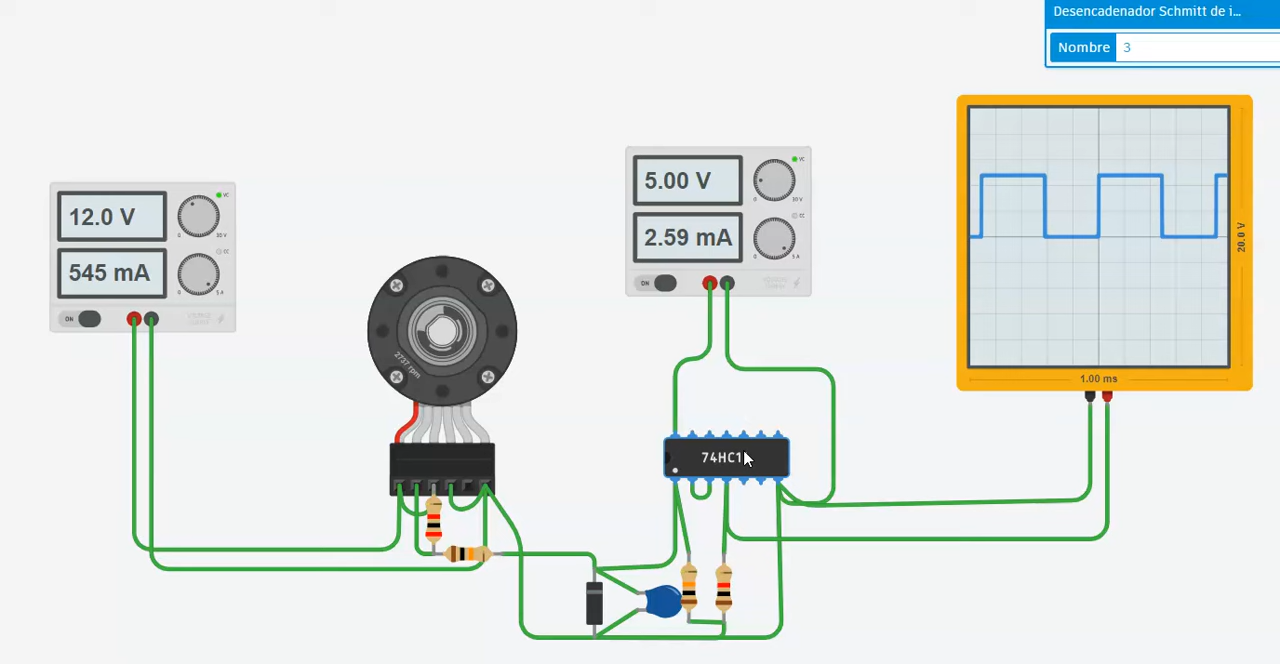 Desencadenador Schmitt de i…
Nombre 3
12.0 V
545 mA
ON
5.00 V
2.59 mA
ON
2737 rpm
74HC1
20.0 V
1.00 ms